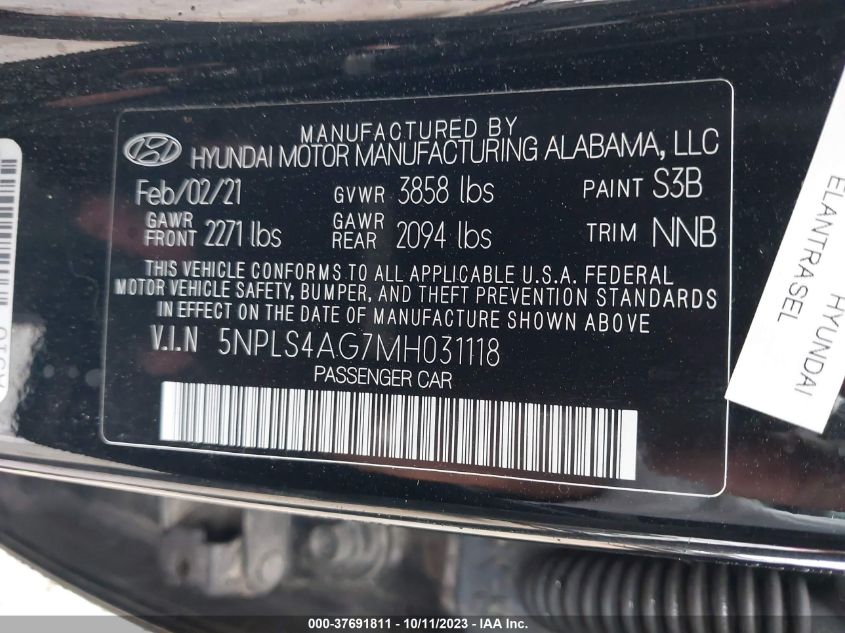 MANUFACTURED BY
HYUNDAI MOTOR MANUFACTURING ALABAMA, LLC
Feb/02/21 GVWR 3858 lbs PAINT S3B
GAWR FRONT 2271 lbs GAWR REAR 2094 lbs TRIM NNB
THIS VEHICLE CONFORMS TO ALL APPLICABLE U.S.A. FEDERAL
MOTOR VEHICLE SAFETY, BUMPER, AND THEFT PREVENTION STANDARDS
IN EFFECT ON THE DATE OF MANUFACTURE SHOWN ABOVE.
V.I.N 5NPLS4AG7MH031118
PASSENGER CAR
HYUNDAI
ELANTRASEL
000-37691811 - 10/11/2023 - IAA Inc.